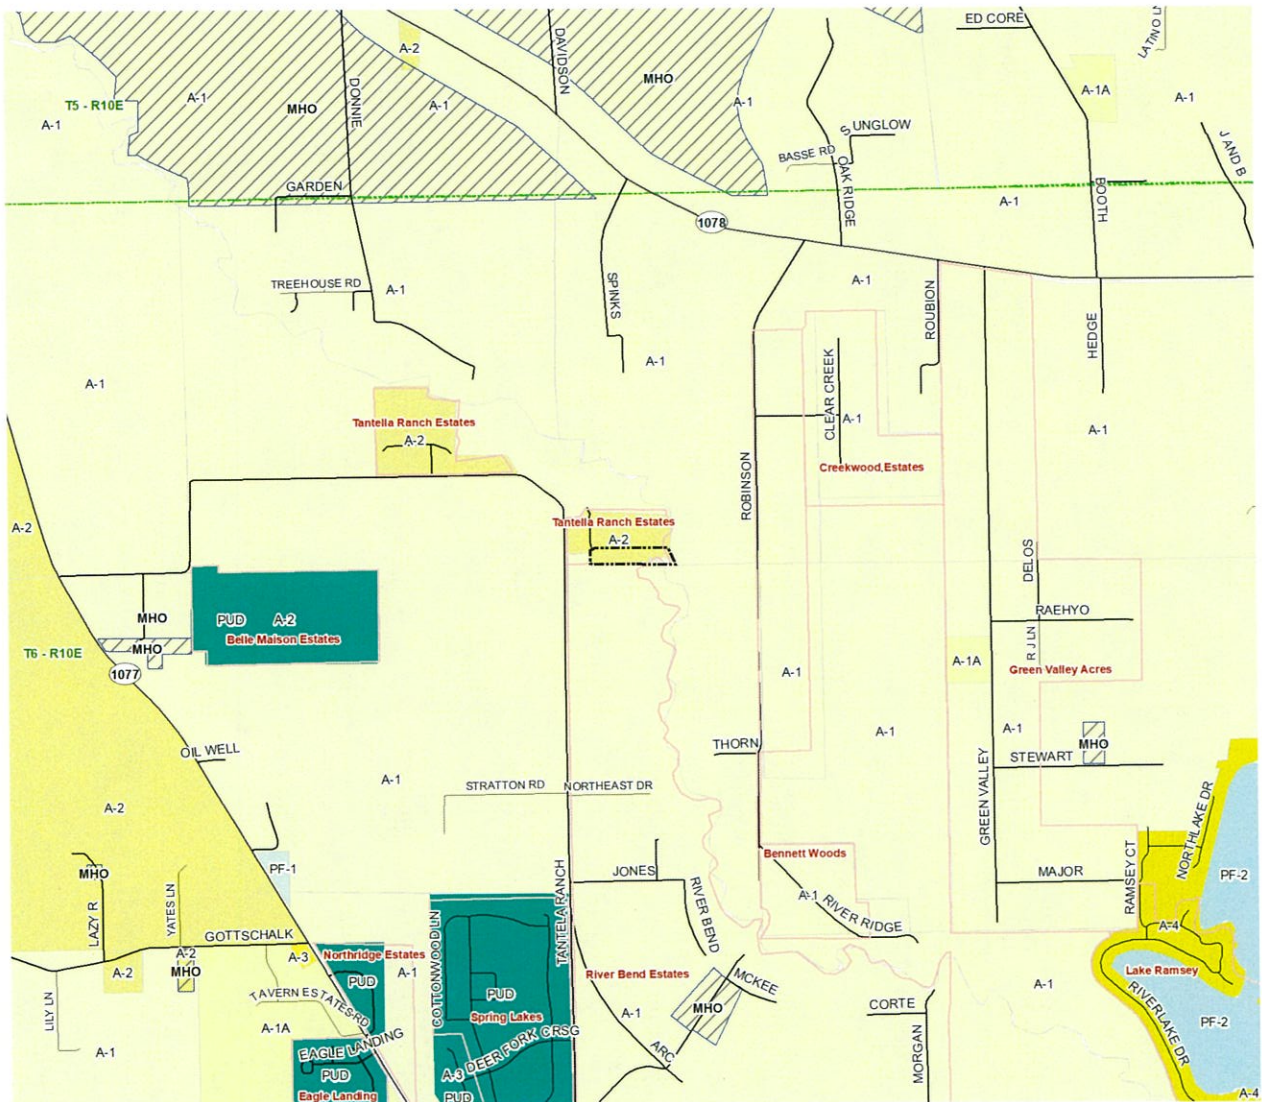 ED CORE
LATINO LN
A-2
DAVIDSON
MHO
A-1A
A-1
DONNIE
MHO
A-1
A-1
A-1
T5 - R10E
A-1
SUNGLOW
BASSE RD
OAK RIDGE
J AND B
GARDEN
BOOTH
A-1
1078
TREEHOUSE RD
A-1
SPINKS
A-1
ROUBION
HEDGE
A-1
A-1
CLEAR CREEK
A-1
Tantella Ranch Estates
A-2
A-1
Creekwood Estates
ROBINSON
A-2
Tantella Ranch Estates
A-2
DELOS
MHO
PUD
A-2
Belle Maison Estates
RAEHYO
MHO
T6 - R10E
1077
R J LN
A-1A
Green Valley Acres
A-1
A-1
A-1
MHO
THORN
OIL WELL
STEWART
A-1
STRATTON RD
NORTHEAST DR
GREEN VALLEY
NORTHLAKE DR
A-2
Bennett Woods
PF-1
MHO
JONES
MAJOR
PF-2
RAMSEY CT
YATES LN
LAZY R
TANTELA RANCH
RIVER BEND
A-1
RIVER RIDGE
COTTONWOOD LN
GOTTSCHALK
A-4
A-2
A-3
Northridge Estates
A-2
MHO
A-1
River Bend Estates
MCKEE
Lake Ramsey
PUD
PUD
A-1
TAVERN ESTATES RD
LILY LN
MHO
CORTE
RIVERLAKE DR
Spring Lakes
A-1
PF-2
A-1A
DEER FORK CRSG
EAGLE LANDING
A-1
ARC
MORGAN
PUD
A-3
Eagle Landing
PUD
A-4